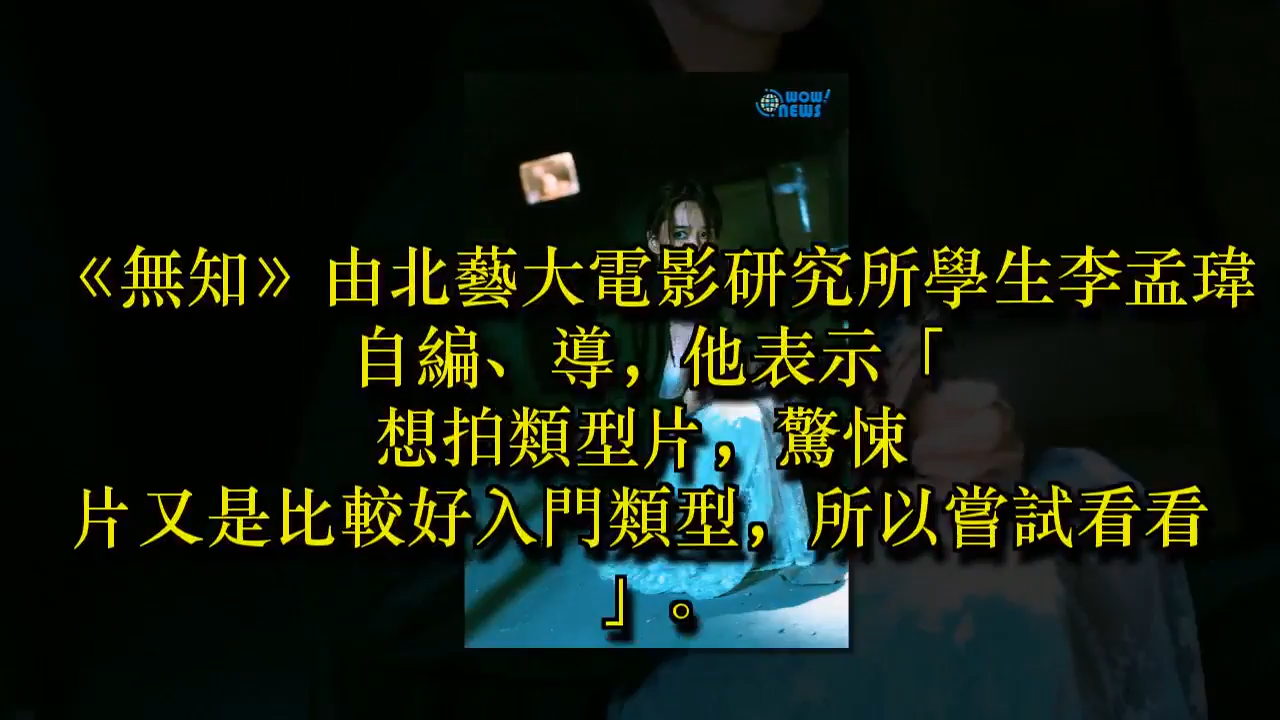 WOW!
NEWS
《無知》由北藝大電影研究所學生李孟瑋
自編、導，他表示「
想拍類型片，驚悚
片又是比較好入門類型，所以嘗試看看
」。